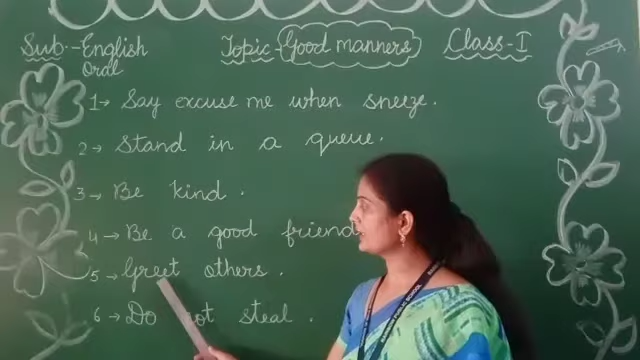 Sub.-English Topic-Good manners Class-I
Oral
1→ Say excuse me when sneeze.
2→ Stand in a queue.
3→ Be kind.
4→ Be a good friend
5→ Greet others.
6→ Do not steal.